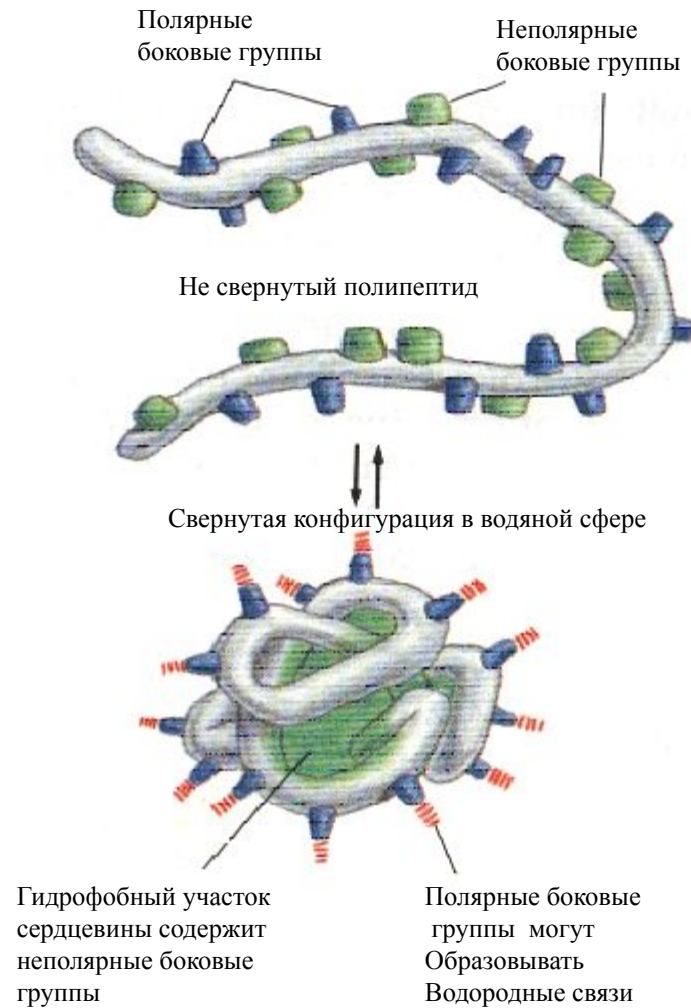 Полярные
боковые группы
Неполярные
боковые группы
Не свернутый полипептид
Свернутая конфигурация в водяной сфере
Гидрофобный участок
сердцевины содержит
неполярные боковые
группы
Полярные боковые
группы могут
Образовывать
Водородные связи